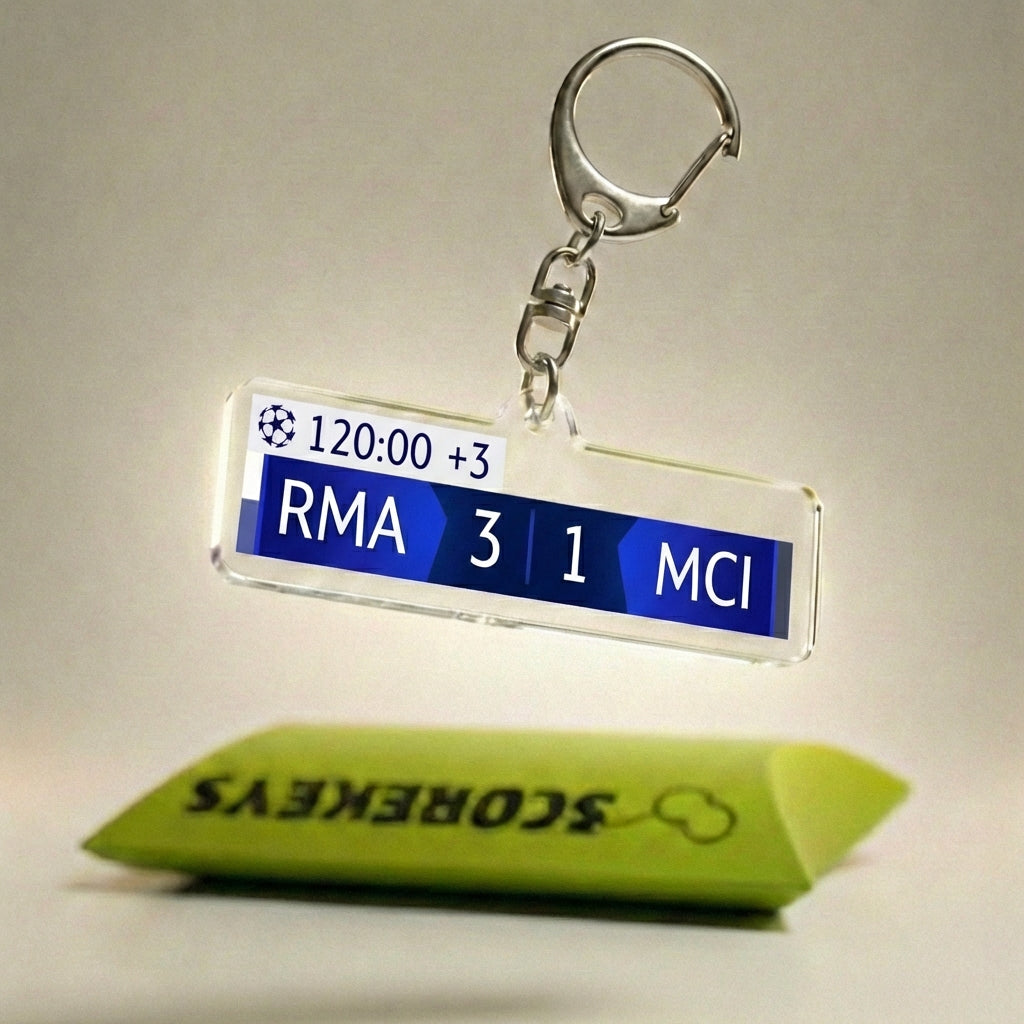 120:00 +3
RMA 3 1 MCI
SCOREKEYS